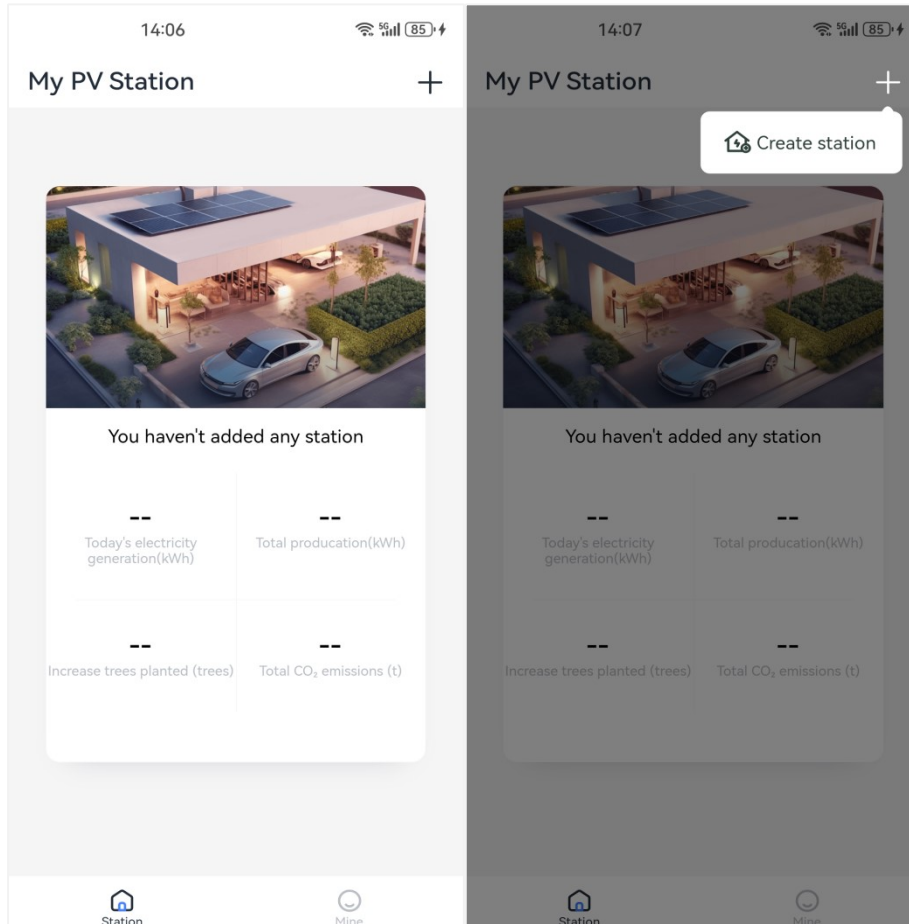 14:06
5G
85
My PV Station
You haven't added any station
--
--
Today's electricity
generation(kWh)
Total producation(kWh)
--
--
Increase trees planted (trees)
Total CO₂ emissions (t)
Station
Mine
14:07
5G
85
My PV Station
Create station
You haven't added any station
--
--
Today's electricity
generation(kWh)
Total producation(kWh)
--
--
Increase trees planted (trees)
Total CO₂ emissions (t)
Station
Mine